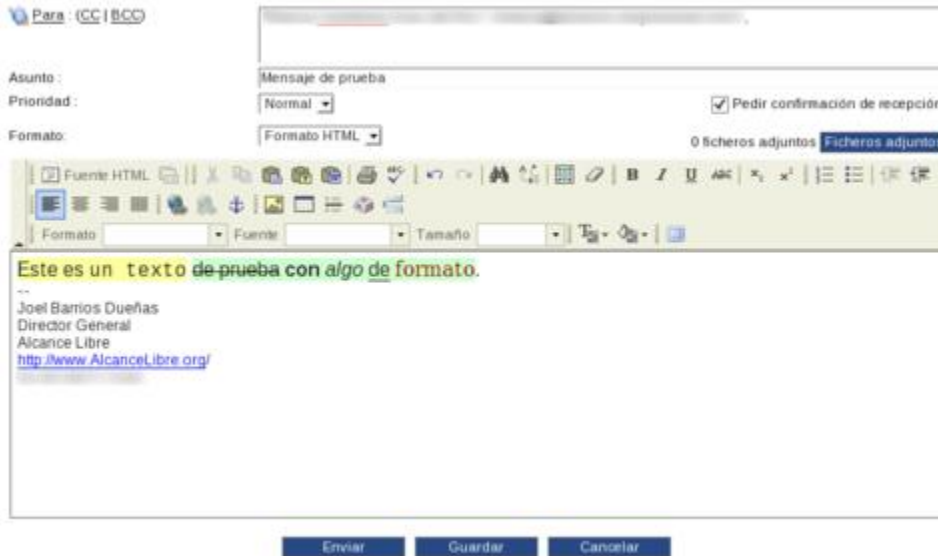 Para : (CC | BCC)
Asunto :
Mensaje de prueba
Prioridad :
Normal
Pedir confirmación de recepción
Formato:
Formato HTML
0 ficheros adjuntos Ficheros adjuntos
Fuente HTML
B I U ABC
Formato Fuente Tamaño
Este es un texto de prueba con algo de formato.
--
Joel Barrios Dueñas
Director General
Alcance Libre
http://www.AlcanceLibre.org/
Enviar Guardar Cancelar